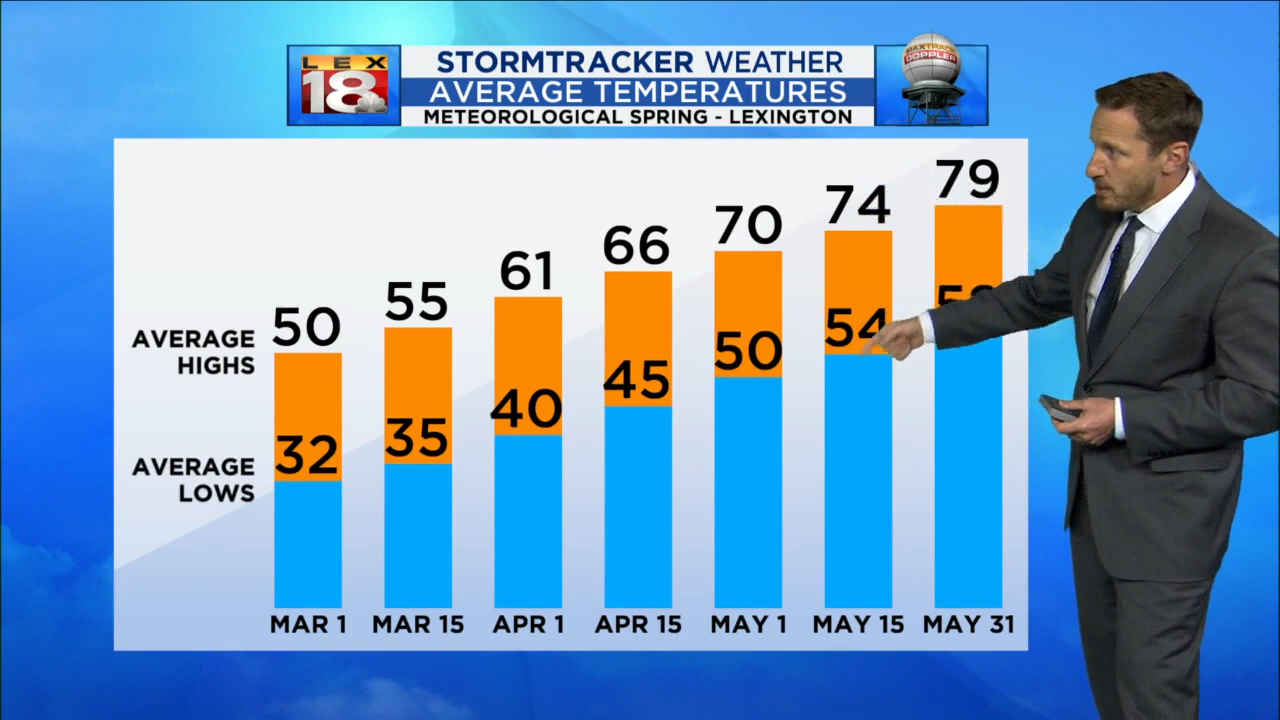 LEX
18
STORMTRACKER WEATHER
AVERAGE TEMPERATURES
METEOROLOGICAL SPRING - LEXINGTON
MAXTRACK
DOPPLER
AVERAGE
HIGHS
50 55 61 66 70 74 79
AVERAGE
LOWS
32 35 40 45 50 54
MAR 1 MAR 15 APR 1 APR 15 MAY 1 MAY 15 MAY 31